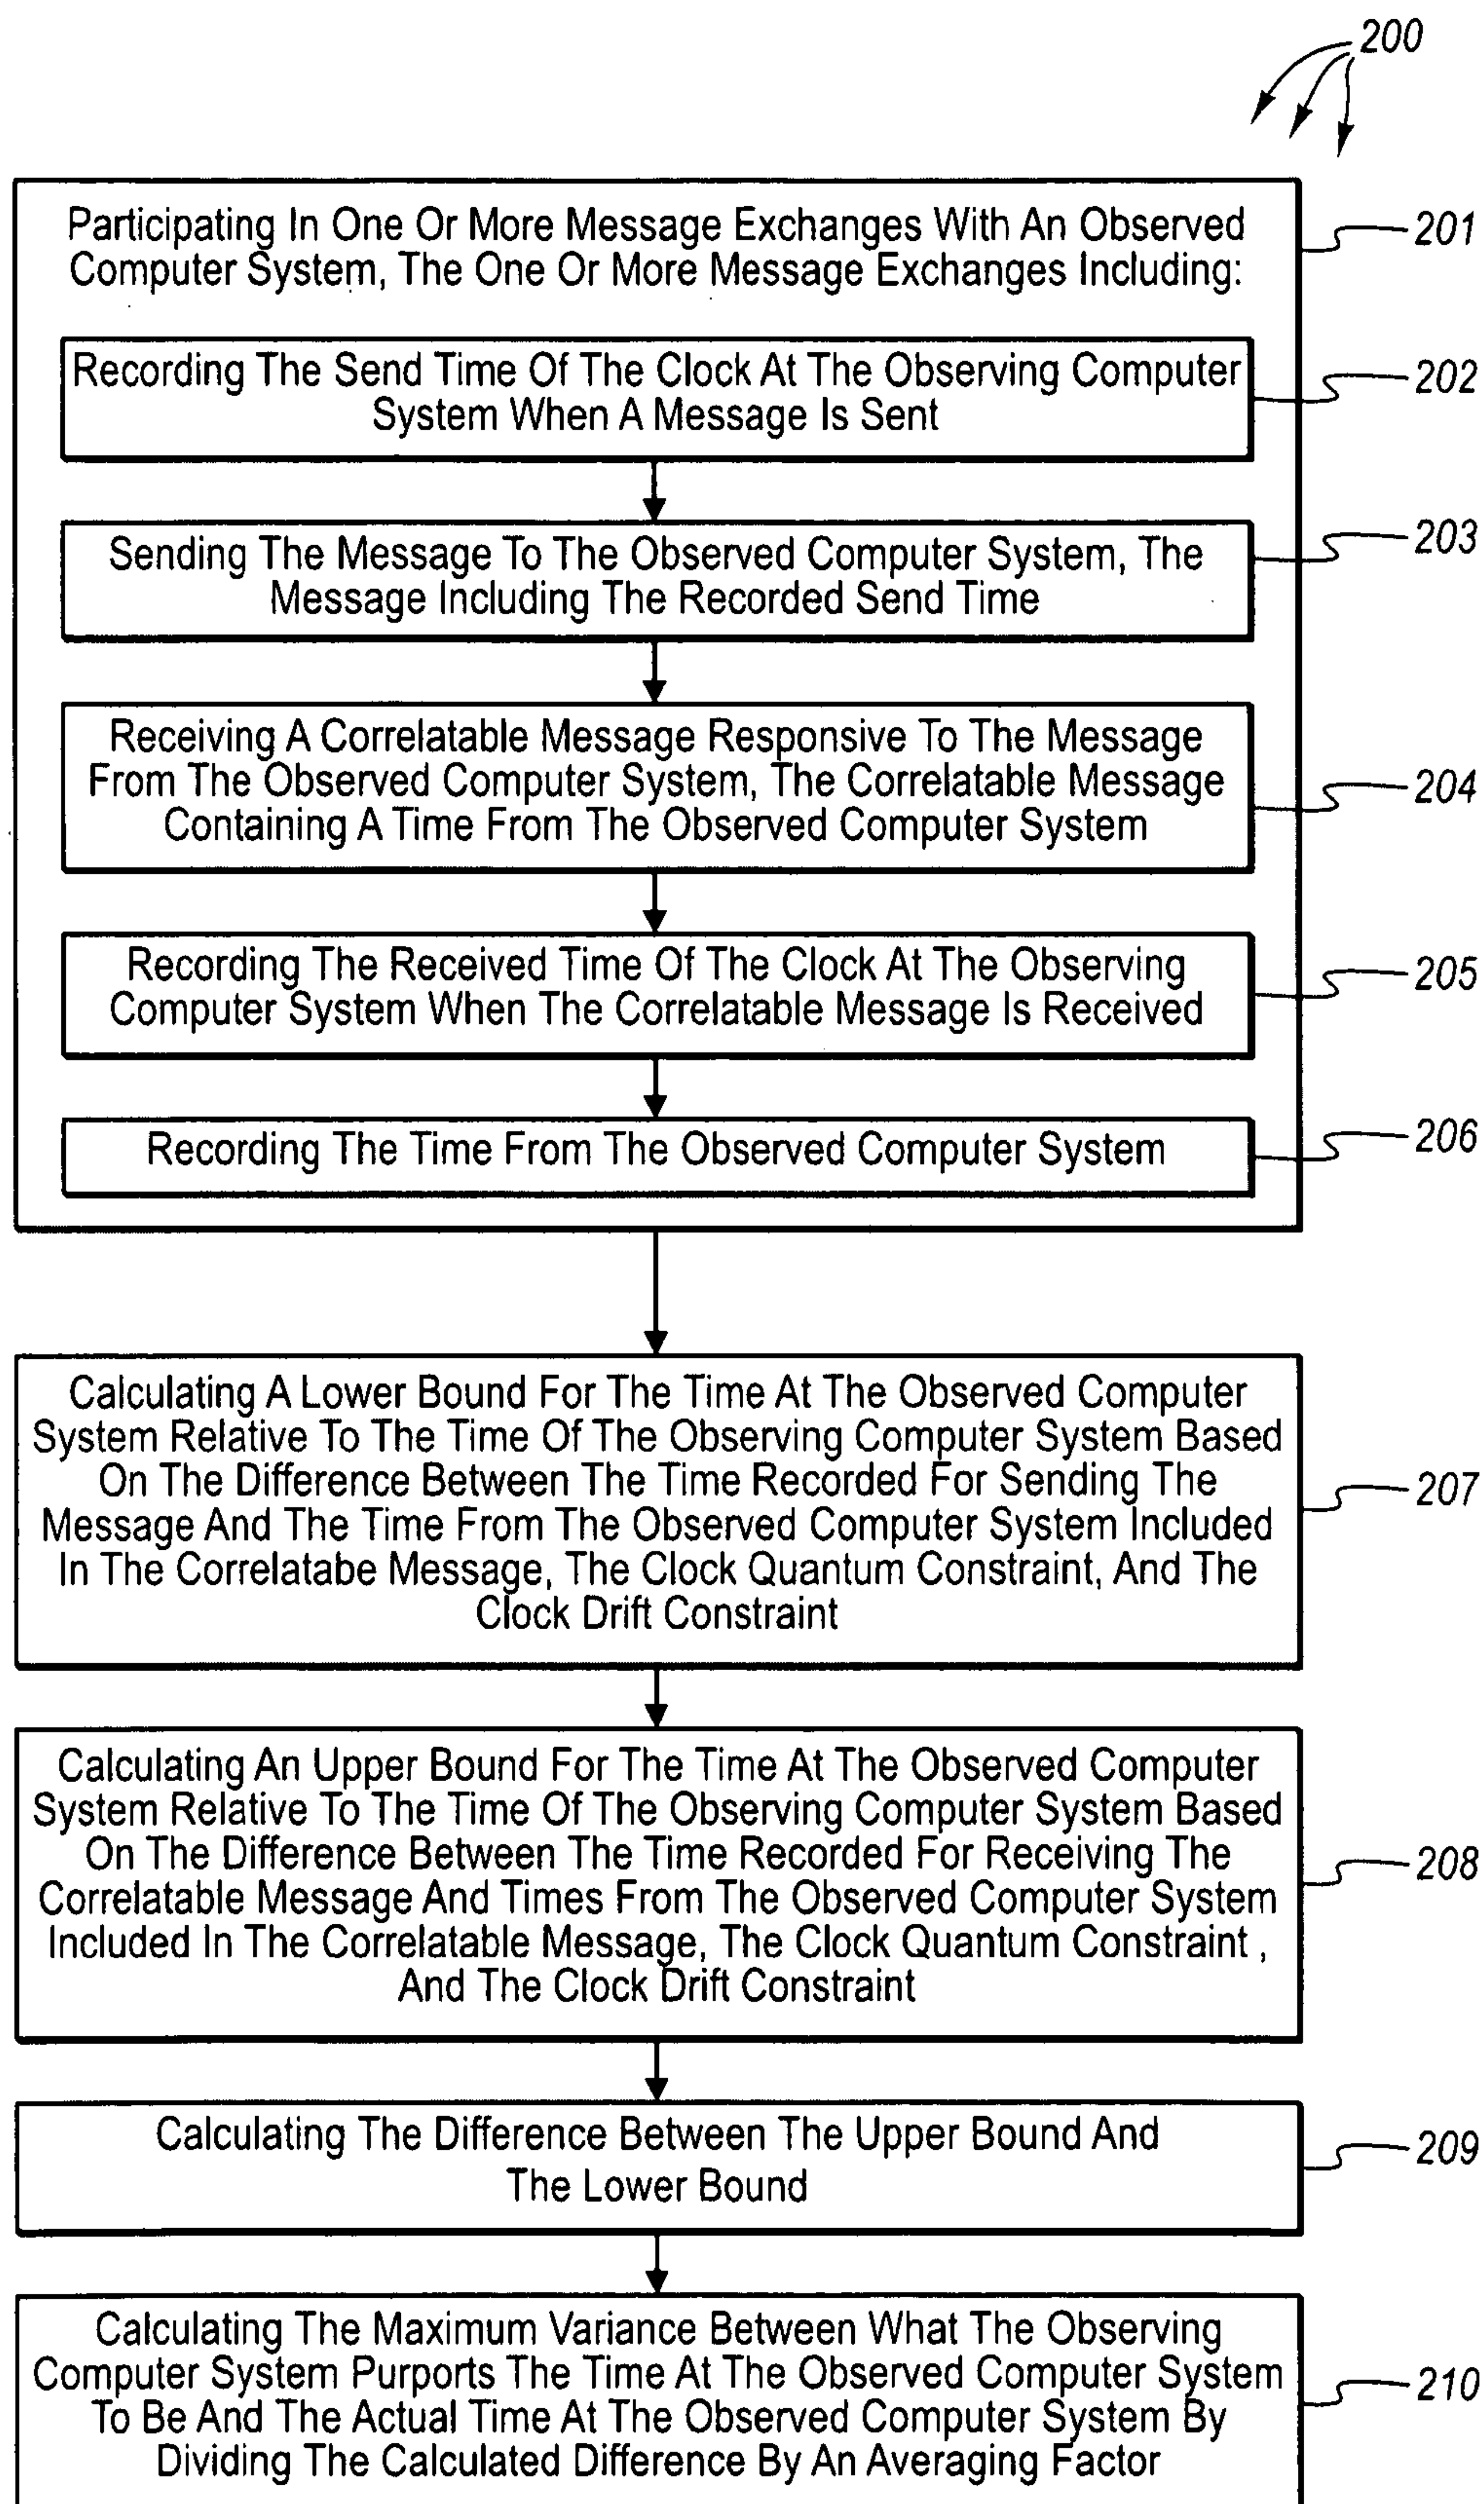 200
Participating In One Or More Message Exchanges With An Observed
Computer System, The One Or More Message Exchanges Including:
201
Recording The Send Time Of The Clock At The Observing Computer
System When A Message Is Sent
202
Sending The Message To The Observed Computer System, The
Message Including The Recorded Send Time
203
Receiving A Correlatable Message Responsive To The Message
From The Observed Computer System, The Correlatable Message
Containing A Time From The Observed Computer System
204
Recording The Received Time Of The Clock At The Observing
Computer System When The Correlatable Message Is Received
205
Recording The Time From The Observed Computer System
206
Calculating A Lower Bound For The Time At The Observed Computer
System Relative To The Time Of The Observing Computer System Based
On The Difference Between The Time Recorded For Sending The
Message And The Time From The Observed Computer System Included
In The Correlatabe Message, The Clock Quantum Constraint, And The
Clock Drift Constraint
207
Calculating An Upper Bound For The Time At The Observed Computer
System Relative To The Time Of The Observing Computer System Based
On The Difference Between The Time Recorded For Receiving The
Correlatable Message And Times From The Observed Computer System
Included In The Correlatable Message, The Clock Quantum Constraint ,
And The Clock Drift Constraint
208
Calculating The Difference Between The Upper Bound And
The Lower Bound
209
Calculating The Maximum Variance Between What The Observing
Computer System Purports The Time At The Observed Computer System
To Be And The Actual Time At The Observed Computer System By
Dividing The Calculated Difference By An Averaging Factor
210